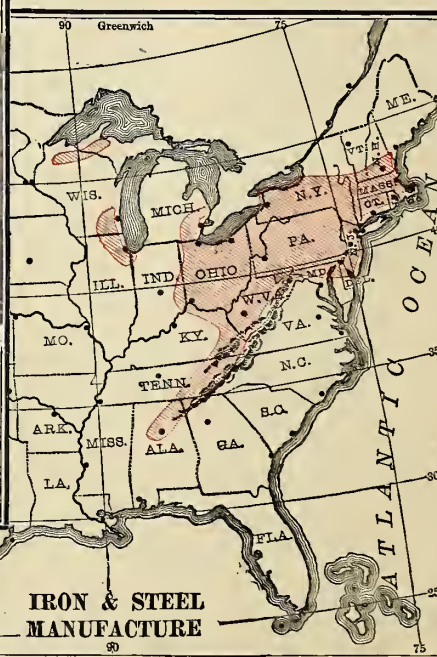 90 Greenwich 75
ME.
VT.
N.H.
WIS.
MICH.
N.Y.
MASS.
CT.
PA.
N.J.
ILL.
IND.
OHIO
MD.
W.VA.
MO.
KY.
VA.
TENN.
N.C.
35
ARK.
S.C.
MISS.
ALA.
GA.
LA.
30
FLA.
ATLANTIC OCEAN
25
IRON & STEEL
MANUFACTURE
90
75